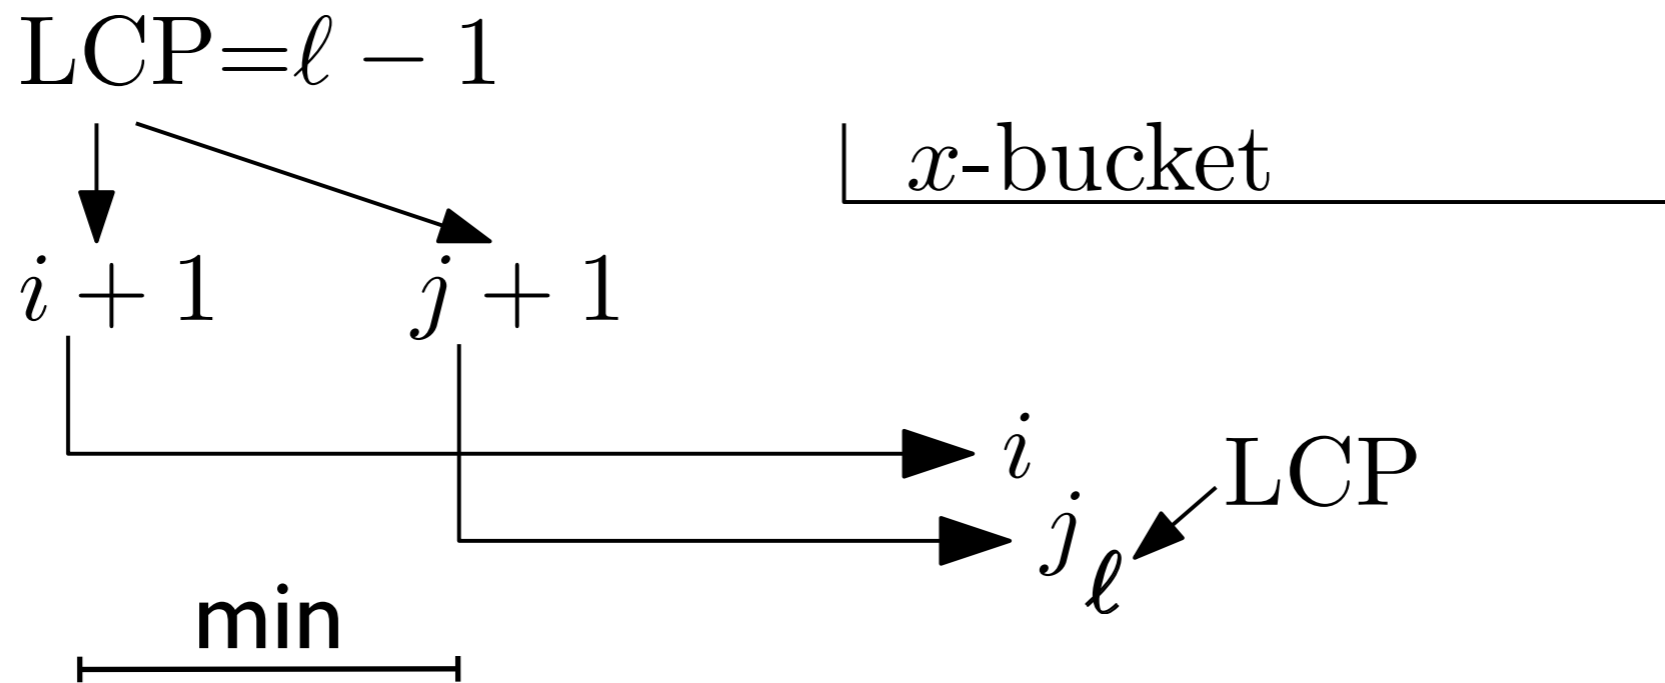 LCP=ℓ − 1
x-bucket
i + 1
j + 1
i
LCP
j
ℓ
min